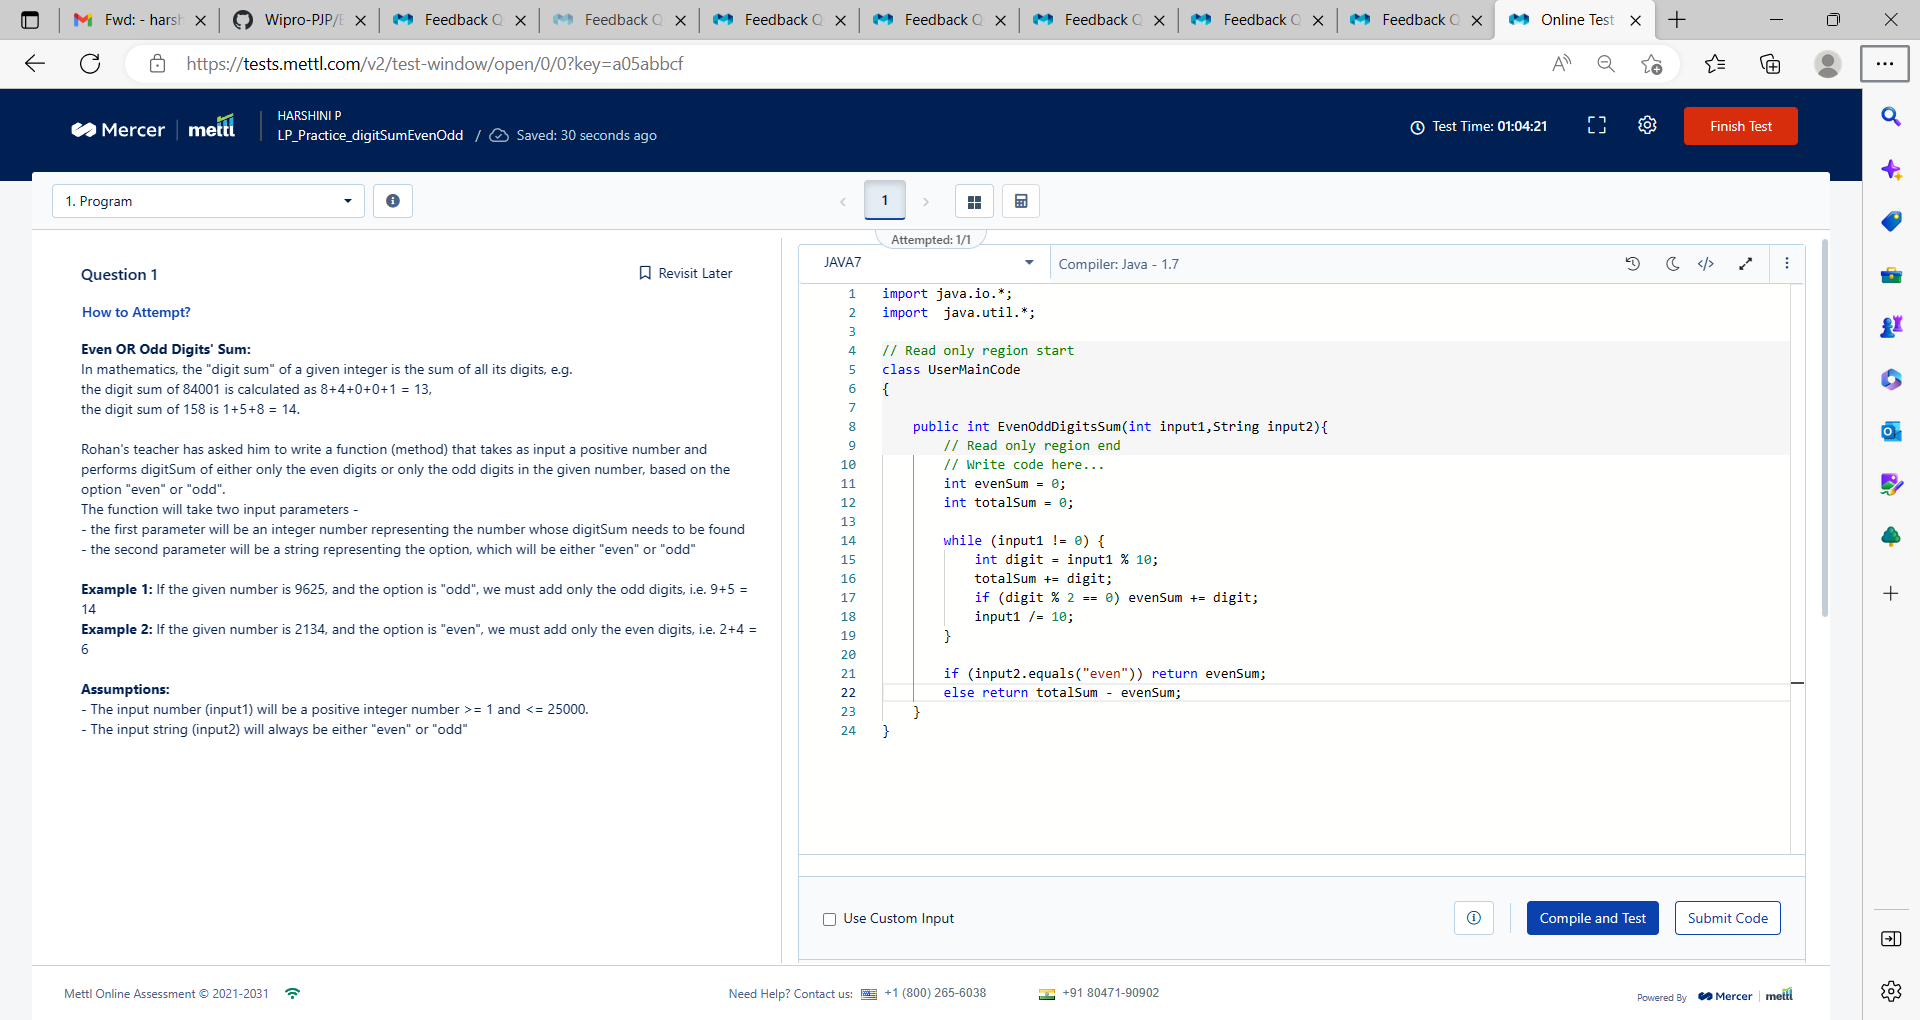 Fwd: - harsh
Wipro-PJP/
Feedback Q
Feedback Q
Feedback Q
Feedback Q
Feedback Q
Feedback Q
Feedback Q
Online Test
https://tests.mettl.com/v2/test-window/open/0/0?key=a05abbcf
Mercer | mettl
HARSHINI P
LP_Practice_digitSumEvenOdd / Saved: 30 seconds ago
Test Time: 01:04:21
Finish Test
1. Program
1
Attempted: 1/1
Question 1
Revisit Later
How to Attempt?
Even OR Odd Digits' Sum:
In mathematics, the "digit sum" of a given integer is the sum of all its digits, e.g.
the digit sum of 84001 is calculated as 8+4+0+0+1 = 13,
the digit sum of 158 is 1+5+8 = 14.
Rohan's teacher has asked him to write a function (method) that takes as input a positive number and
performs digitSum of either only the even digits or only the odd digits in the given number, based on the
option "even" or "odd".
The function will take two input parameters -
- the first parameter will be an integer number representing the number whose digitSum needs to be found
- the second parameter will be a string representing the option, which will be either "even" or "odd"
Example 1: If the given number is 9625, and the option is "odd", we must add only the odd digits, i.e. 9+5 =
14
Example 2: If the given number is 2134, and the option is "even", we must add only the even digits, i.e. 2+4 =
6
Assumptions:
- The input number (input1) will be a positive integer number >= 1 and <= 25000.
- The input string (input2) will always be either "even" or "odd"
JAVA7
Compiler: Java - 1.7
1 import java.io.*;
2 import  java.util.*;
3
4 // Read only region start
5 class UserMainCode
6 {
7
8     public int EvenOddDigitsSum(int input1,String input2){
9         // Read only region end
10         // Write code here...
11         int evenSum = 0;
12         int totalSum = 0;
13
14         while (input1 != 0) {
15             int digit = input1 % 10;
16             totalSum += digit;
17             if (digit % 2 == 0) evenSum += digit;
18             input1 /= 10;
19         }
20
21         if (input2.equals("even")) return evenSum;
22         else return totalSum - evenSum;
23     }
24 }
Use Custom Input
Compile and Test
Submit Code
Mettl Online Assessment © 2021-2031
Need Help? Contact us: +1 (800) 265-6038
+91 80471-90902
Powered By Mercer | mettl